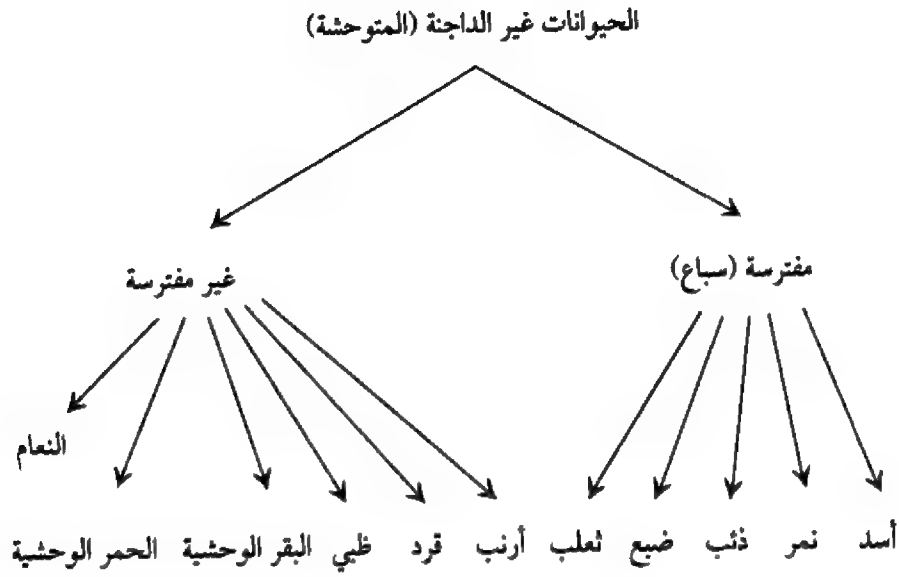 الحيوانات غير الداجنة (المتوحشة)
مفترسة (سباع)
غير مفترسة
النعام
أسد نمر ذئب ضبع ثعلب أرنب قرد ظبي البقر الوحشية الحمر الوحشية